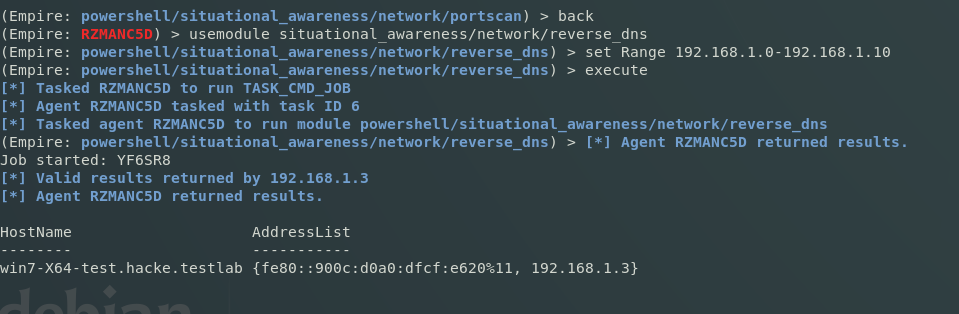 (Empire: powershell/situational_awareness/network/portscan) > back
(Empire: RZMANC5D) > usemodule situational_awareness/network/reverse_dns
(Empire: powershell/situational_awareness/network/reverse_dns) > set Range 192.168.1.0-192.168.1.10
(Empire: powershell/situational_awareness/network/reverse_dns) > execute
[*] Tasked RZMANC5D to run TASK_CMD_JOB
[*] Agent RZMANC5D tasked with task ID 6
[*] Tasked agent RZMANC5D to run module powershell/situational_awareness/network/reverse_dns
(Empire: powershell/situational_awareness/network/reverse_dns) > [*] Agent RZMANC5D returned results.
Job started: YF6SR8
[*] Valid results returned by 192.168.1.3
[*] Agent RZMANC5D returned results.
HostName                    AddressList
--------                    -----------
win7-X64-test.hacke.testlab {fe80::900c:d0a0:dfcf:e620%11, 192.168.1.3}
debian